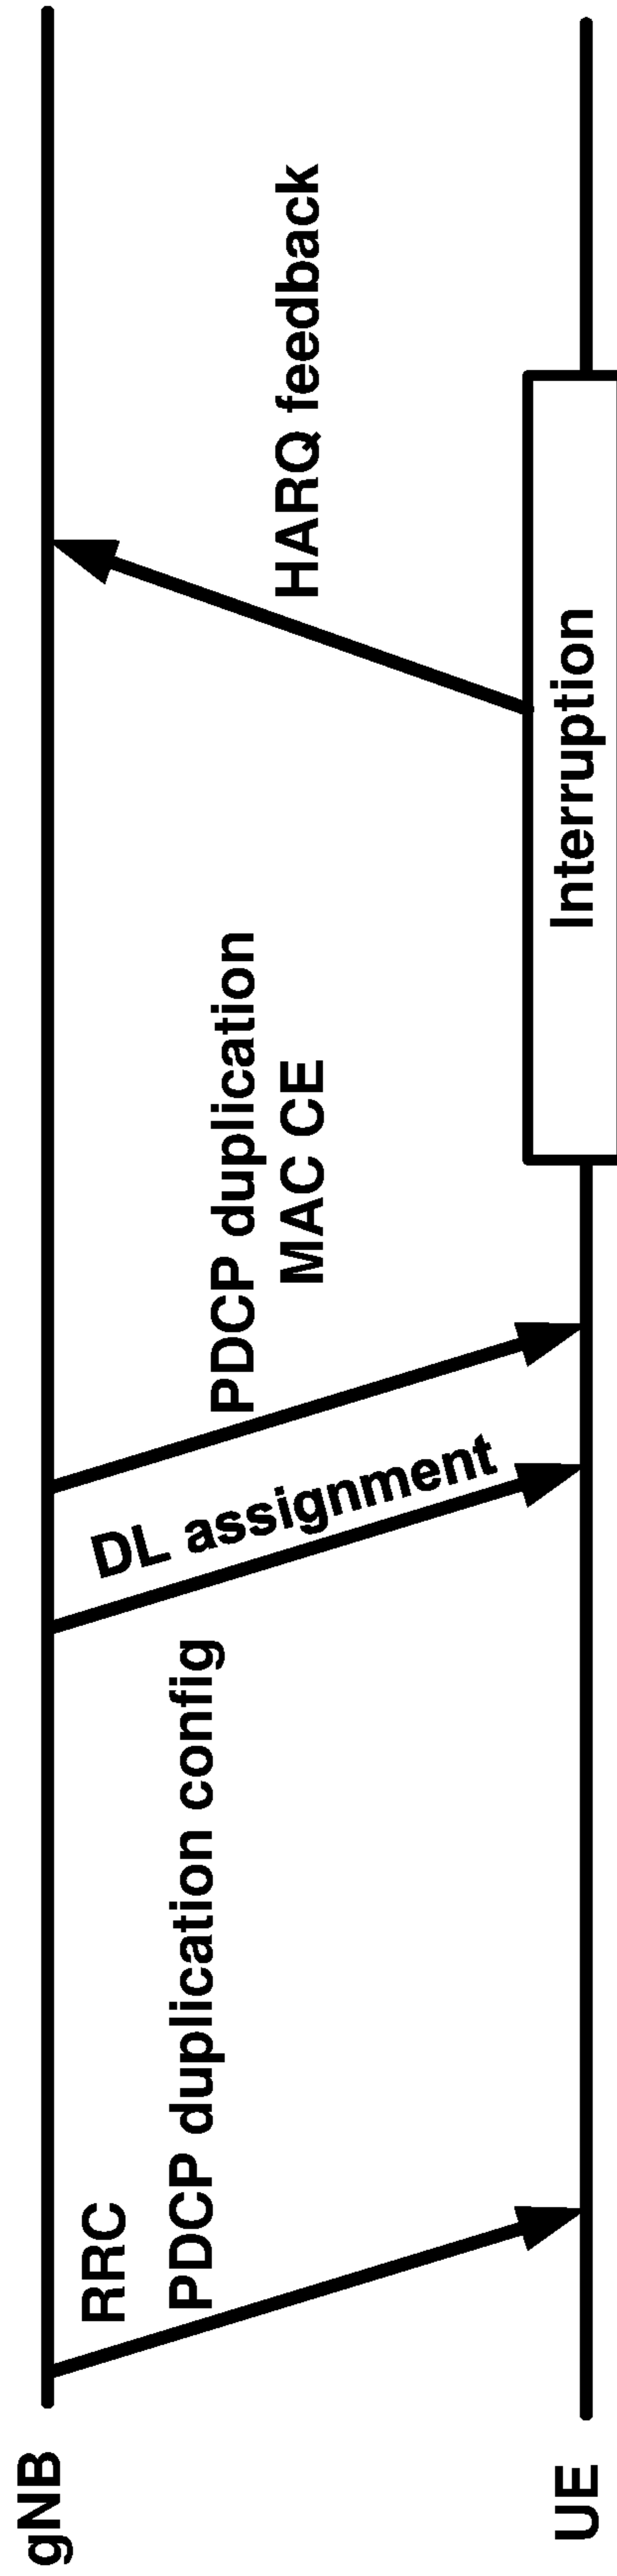 gNB
RRC
PDCP duplication config
DL assignment
PDCP duplication
MAC CE
HARQ feedback
UE
Interruption